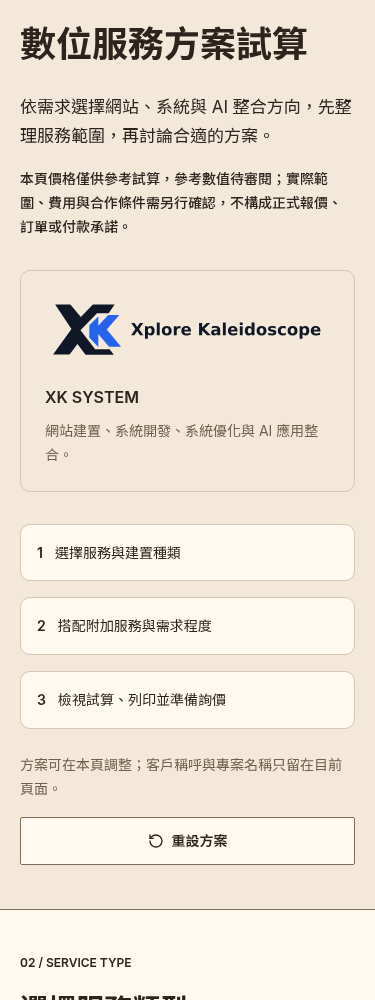 數位服務方案試算
依需求選擇網站、系統與 AI 整合方向，先整
理服務範圍，再討論合適的方案。
本頁價格僅供參考試算，參考數值待審閱；實際範
圍、費用與合作條件需另行確認，不構成正式報價、
訂單或付款承諾。
Xplore Kaleidoscope
XK SYSTEM
網站建置、系統開發、系統優化與 AI 應用整
合。
1 選擇服務與建置種類
2 搭配附加服務與需求程度
3 檢視試算、列印並準備詢價
方案可在本頁調整；客戶稱呼與專案名稱只留在目前
頁面。
重設方案
02 / SERVICE TYPE